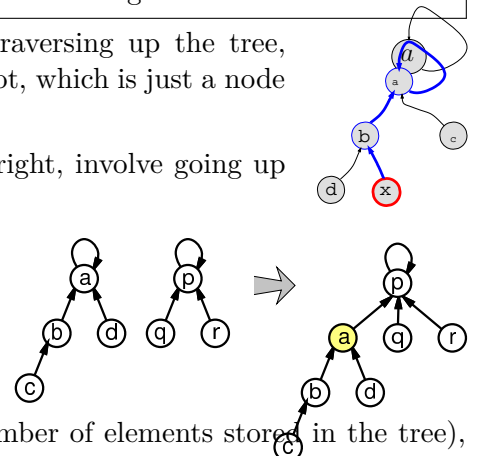 raversing up the tree,
ot, which is just a node
right, involve going up
a
a
b
c
d x
a p
p
b d q r
a q r
c
b d
c
mber of elements stored in the tree),